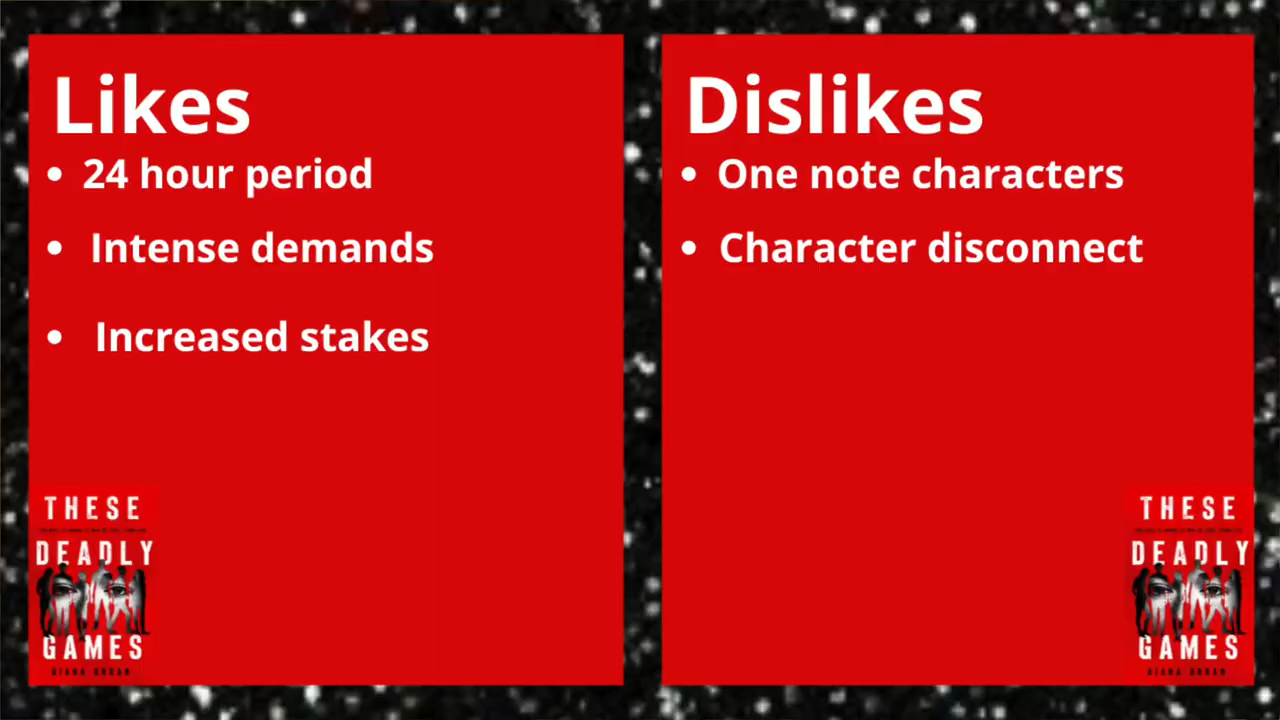 Likes
• 24 hour period
• Intense demands
• Increased stakes
THESE
DEADLY
GAMES
Dislikes
• One note characters
• Character disconnect
THESE
DEADLY
GAMES